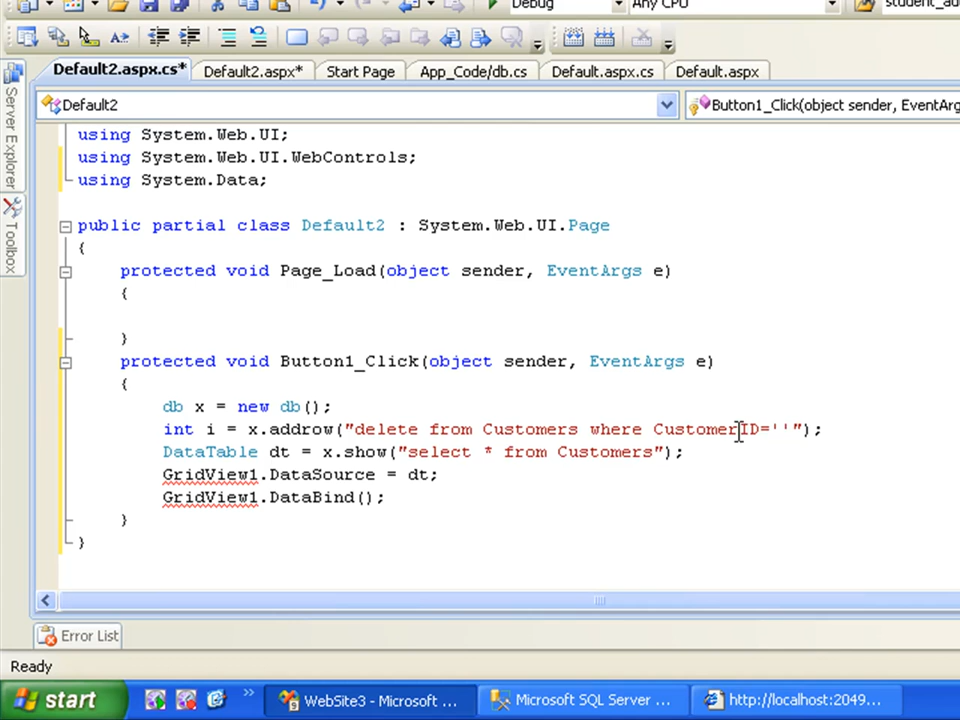 Debug
Any CPU
student_ad
Default2.aspx.cs*
Default2.aspx*
Start Page
App_Code/db.cs
Default.aspx.cs
Default.aspx
Default2
Button1_Click(object sender, EventArg
Server Explorer
Toolbox
using System.Web.UI;
using System.Web.UI.WebControls;
using System.Data;
public partial class Default2 : System.Web.UI.Page
{
protected void Page_Load(object sender, EventArgs e)
{
}
protected void Button1_Click(object sender, EventArgs e)
{
db x = new db();
int i = x.addrow("delete from Customers where CustomerID=''");
DataTable dt = x.show("select * from Customers");
GridView1.DataSource = dt;
GridView1.DataBind();
}
}
Error List
Ready
start
WebSite3 - Microsoft ...
Microsoft SQL Server ...
http://localhost:2049...